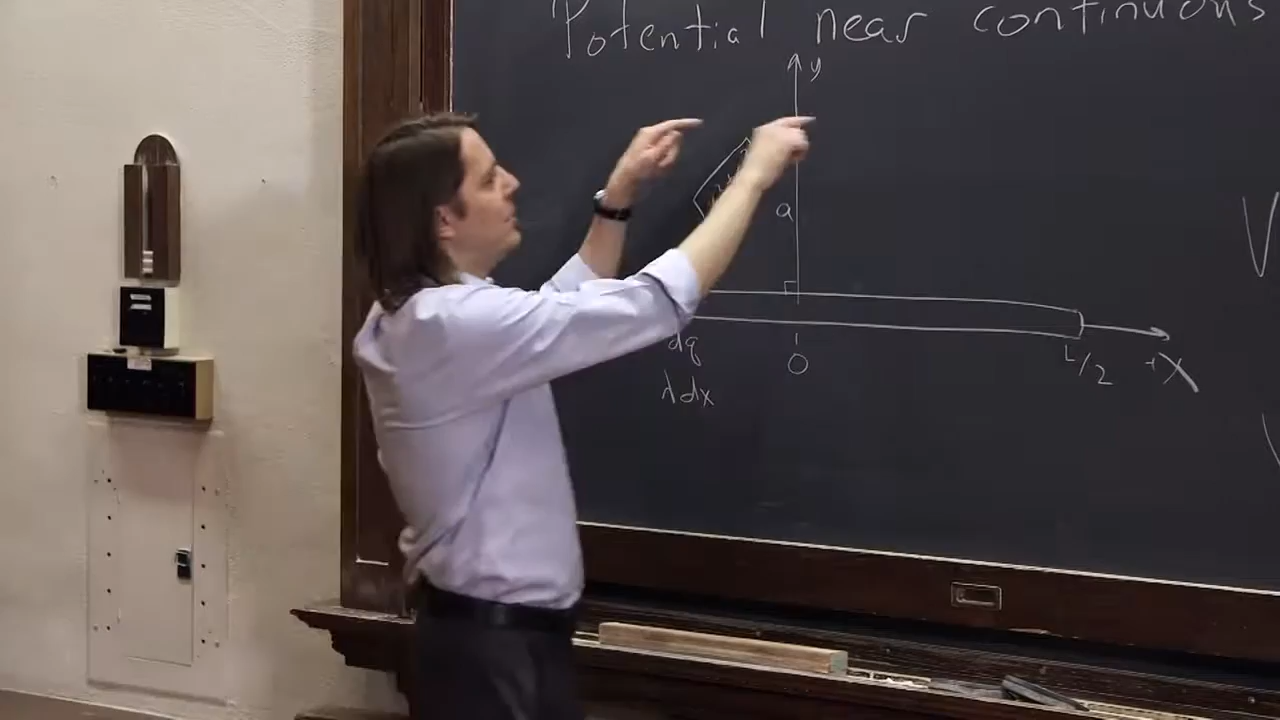 Potential near continuous
y
a
V
dq
λdx
0
L/2
+X